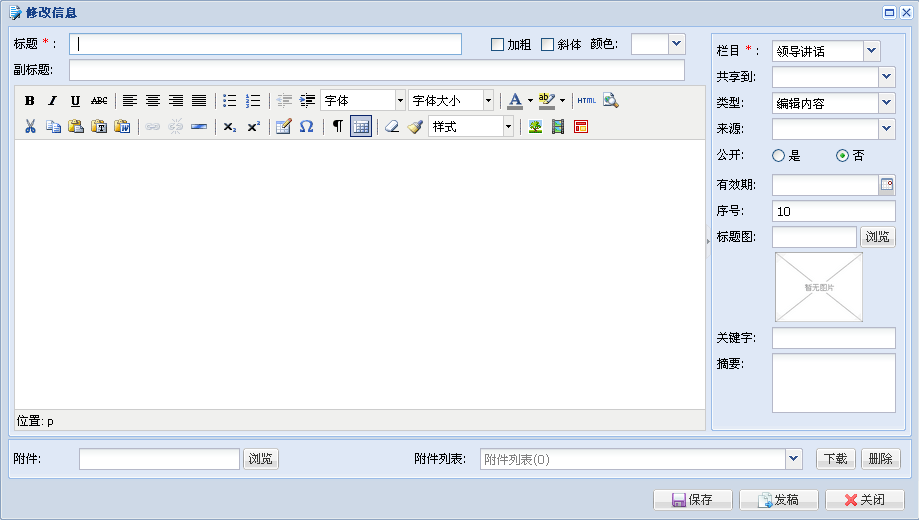 修改信息
标题 * :
加粗
斜体
颜色:
副标题:
B I U ABC
字体
字体大小
A
ab
HTML
T
W
x₂ x²
Ω
¶
样式
位置: p
栏目 * :
领导讲话
共享到:
类型:
编辑内容
来源:
公开:
是
否
有效期:
序号:
10
标题图:
浏览
暂无图片
关键字:
摘要:
附件:
浏览
附件列表:
附件列表(0)
下载
删除
保存
发稿
关闭